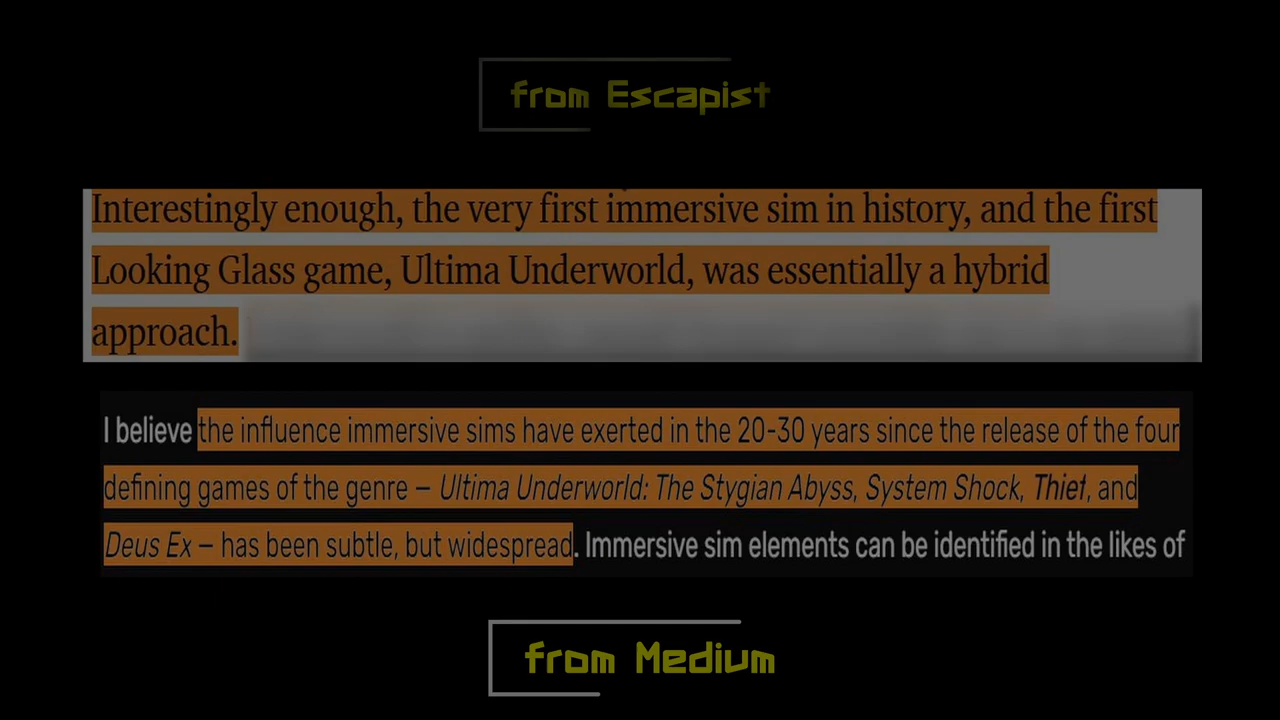 from Escapist
Interestingly enough, the very first immersive sim in history, and the first
Looking Glass game, Ultima Underworld, was essentially a hybrid
approach.
I believe the influence immersive sims have exerted in the 20-30 years since the release of the four
defining games of the genre – Ultima Underworld: The Stygian Abyss, System Shock, Thief, and
Deus Ex – has been subtle, but widespread. Immersive sim elements can be identified in the likes of
from Medium